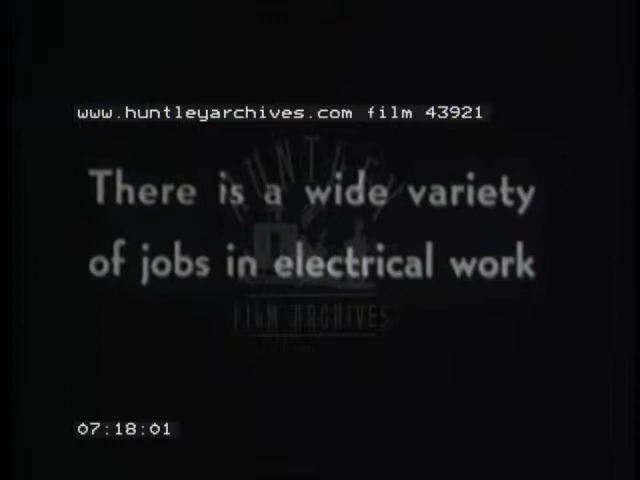 www.huntleyarchives.com film 43921
HUNTLEY
There is a wide variety
of jobs in electrical work
FILM ARCHIVES
07:18:01